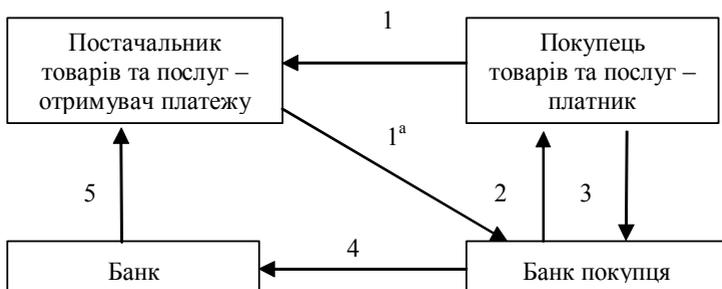 1
Постачальник
товарів та послуг –
отримувач платежу
Покупець
товарів та послуг –
платник
1ᵃ
5
2
3
4
Банк
Банк покупця